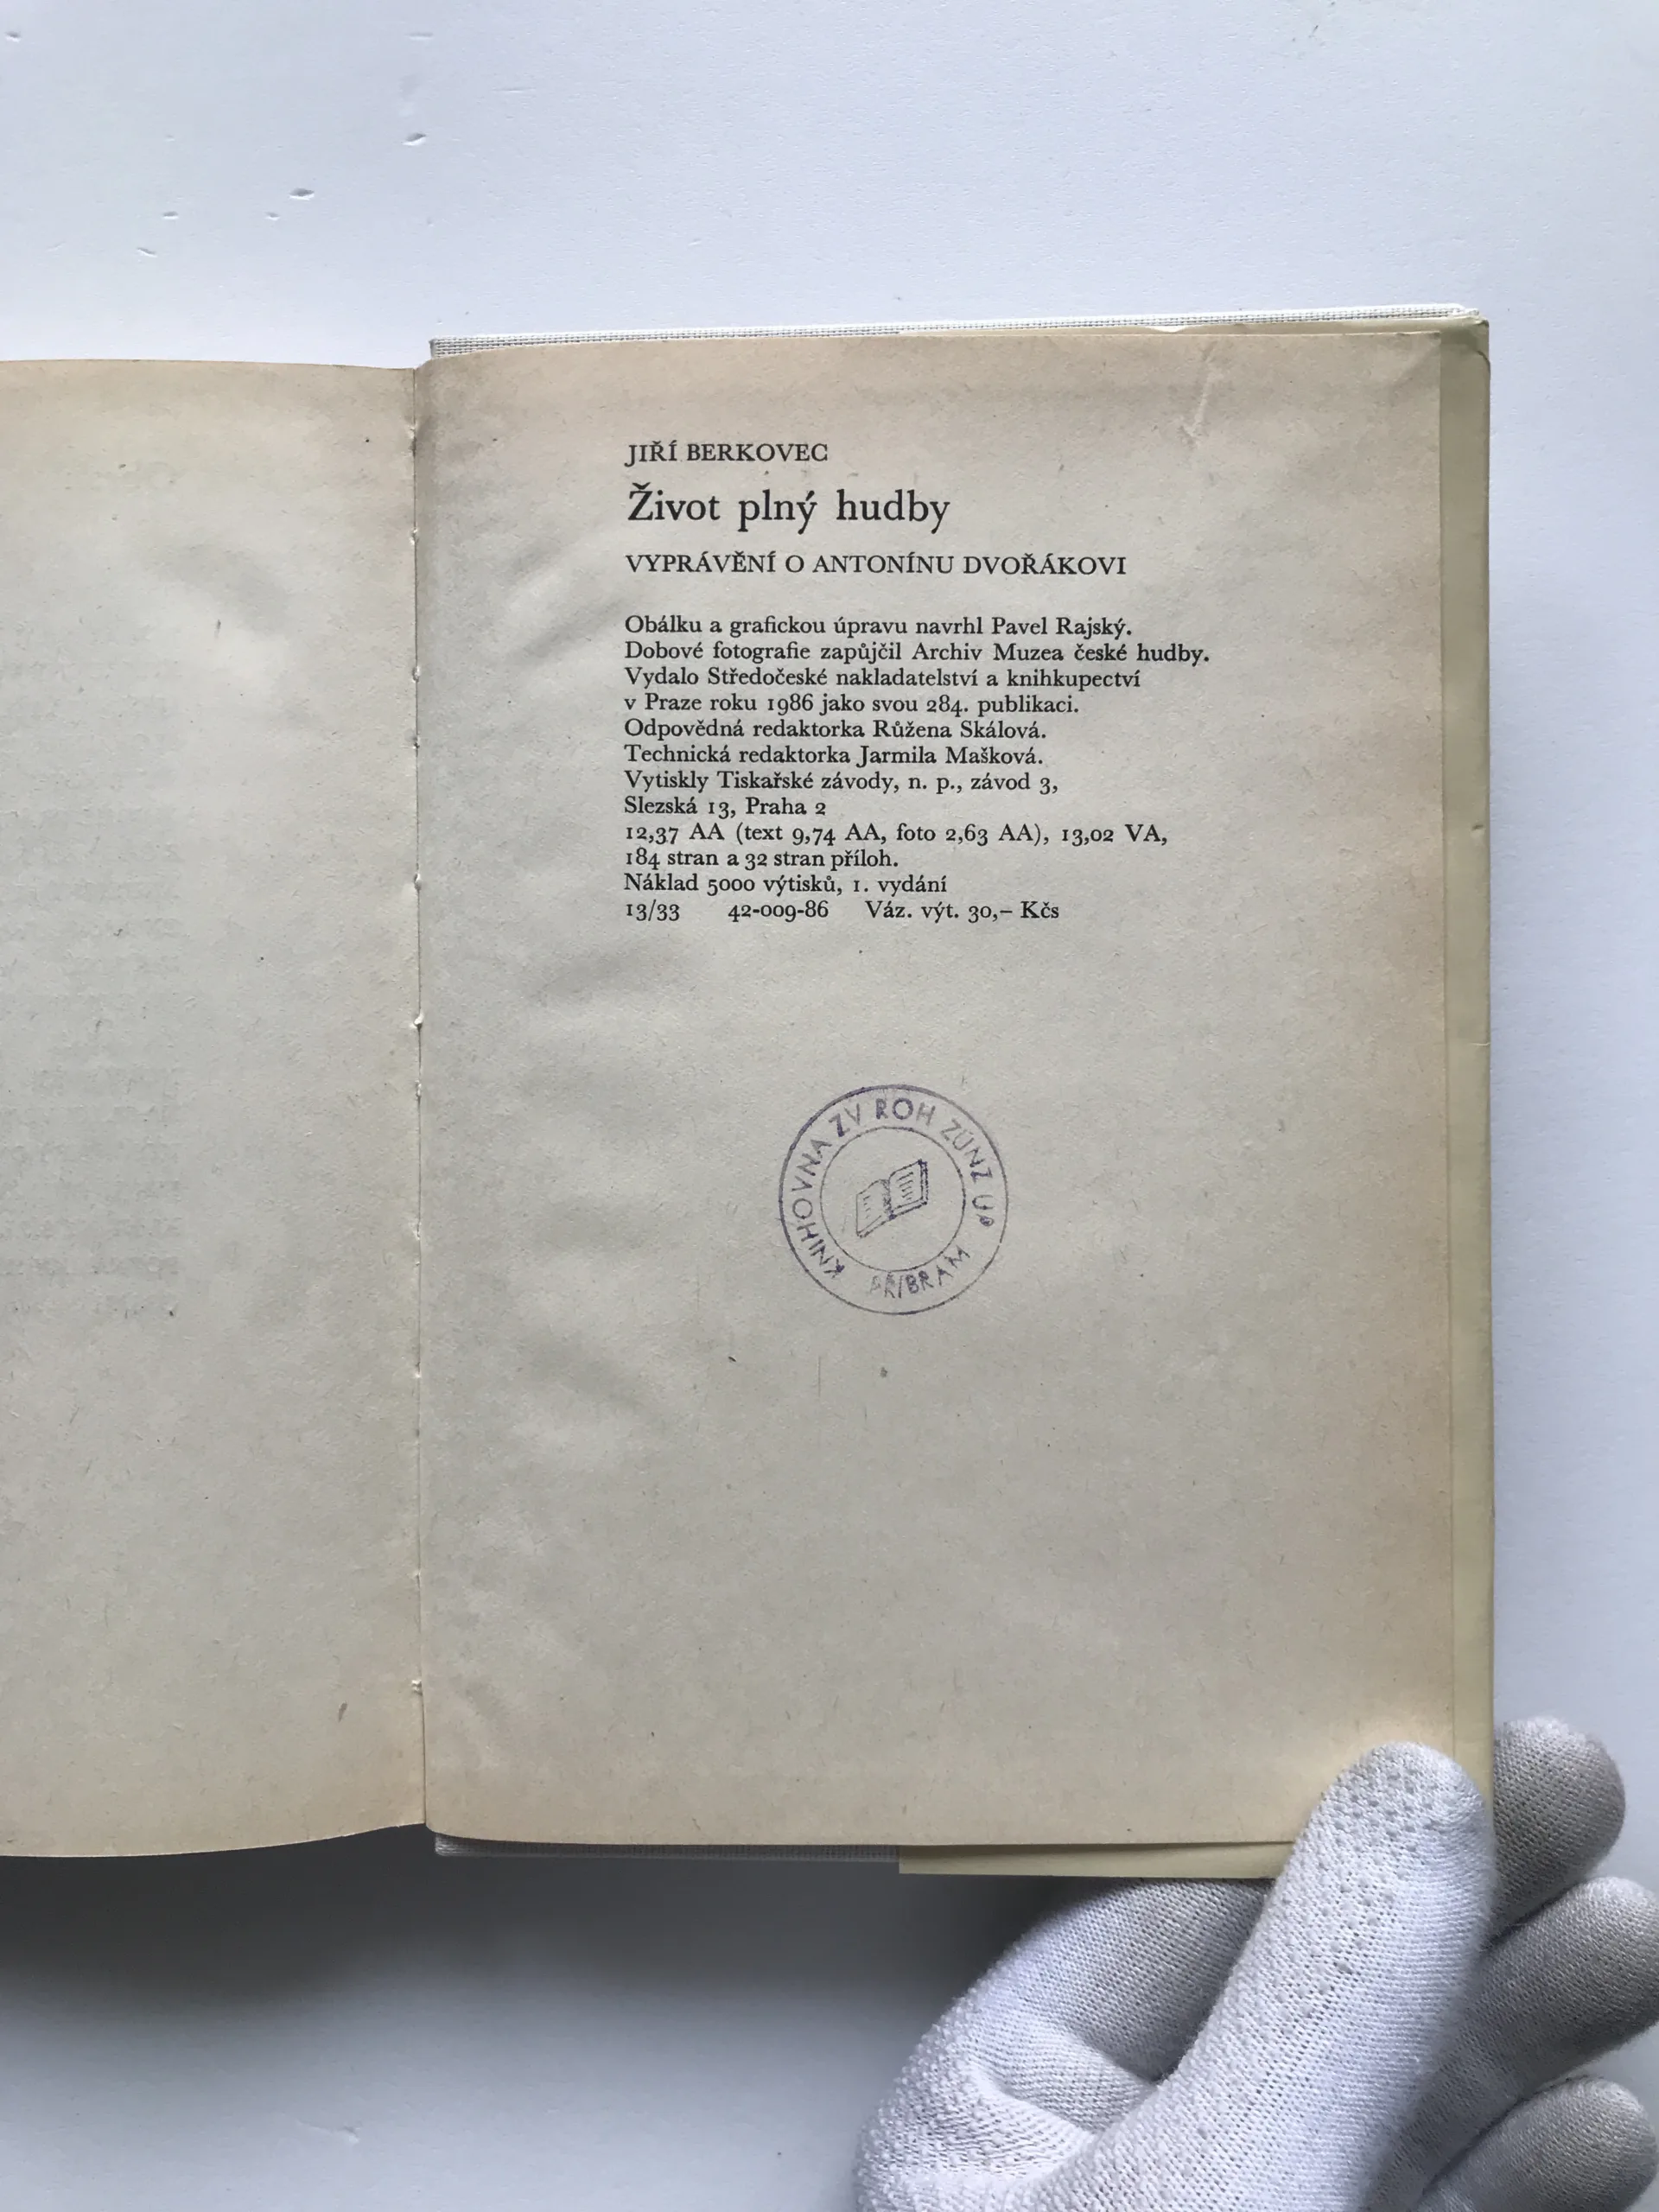 JIŘÍ BERKOVEC
Život plný hudby
VYPRÁVĚNÍ O ANTONÍNU DVOŘÁKOVI
Obálku a grafickou úpravu navrhl Pavel Rajský.
Dobové fotografie zapůjčil Archiv Muzea české hudby.
Vydalo Středočeské nakladatelství a knihkupectví
v Praze roku 1986 jako svou 284. publikaci.
Odpovědná redaktorka Růžena Skálová.
Technická redaktorka Jarmila Mašková.
Vytiskly Tiskařské závody, n. p., závod 3,
Slezská 13, Praha 2
12,37 AA (text 9,74 AA, foto 2,63 AA), 13,02 VA,
184 stran a 32 stran příloh.
Náklad 5000 výtisků, 1. vydání
13/33 42-009-86 Váz. výt. 30,– Kčs
KNIHOVNA ZV ROH ZÚNZ UP
PŘÍBRAM